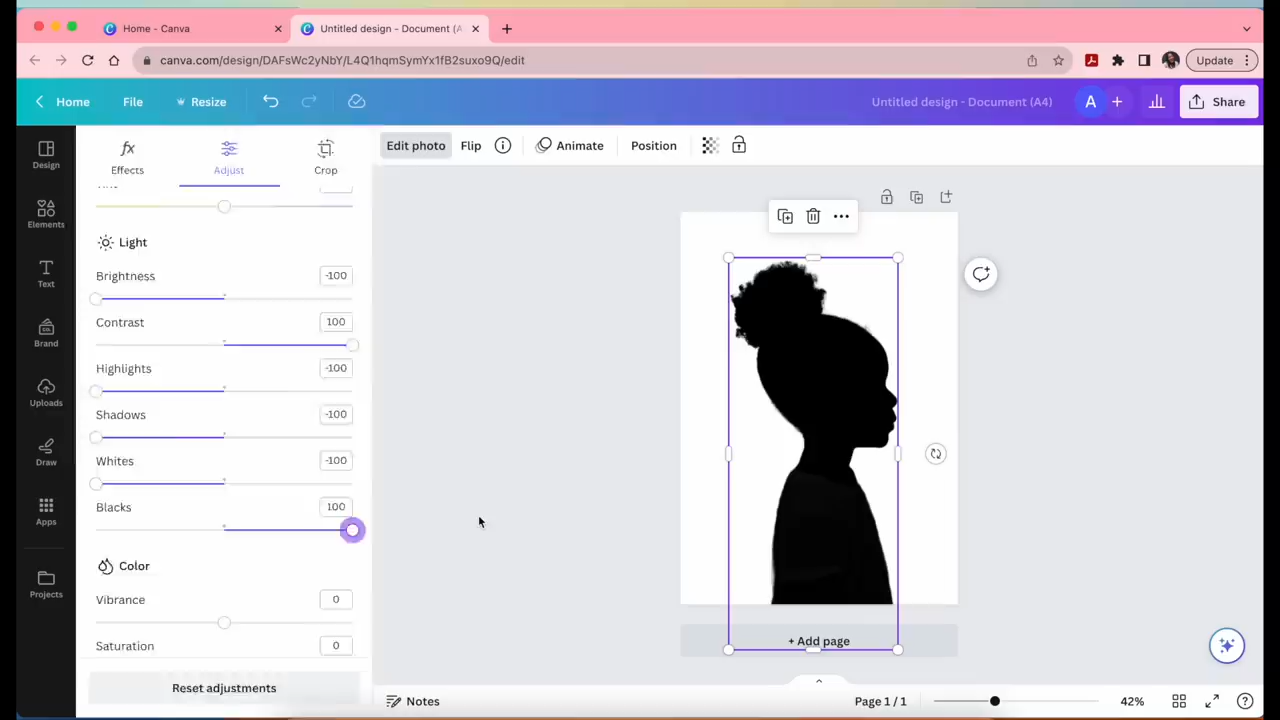 Home - Canva
Untitled design - Document (A
canva.com/design/DAFsWc2yNbY/L4Q1hqmSymYx1fB2suxo9Q/edit
Update
Home
File
Resize
Untitled design - Document (A4)
A
Share
Design
Elements
Text
Brand
Uploads
Draw
Apps
Projects
fx
Effects
Adjust
Crop
Edit photo
Flip
Animate
Position
Light
Brightness
-100
Contrast
100
Highlights
-100
Shadows
-100
Whites
-100
Blacks
100
Color
Vibrance
0
Saturation
0
Reset adjustments
+ Add page
Notes
Page 1 / 1
42%